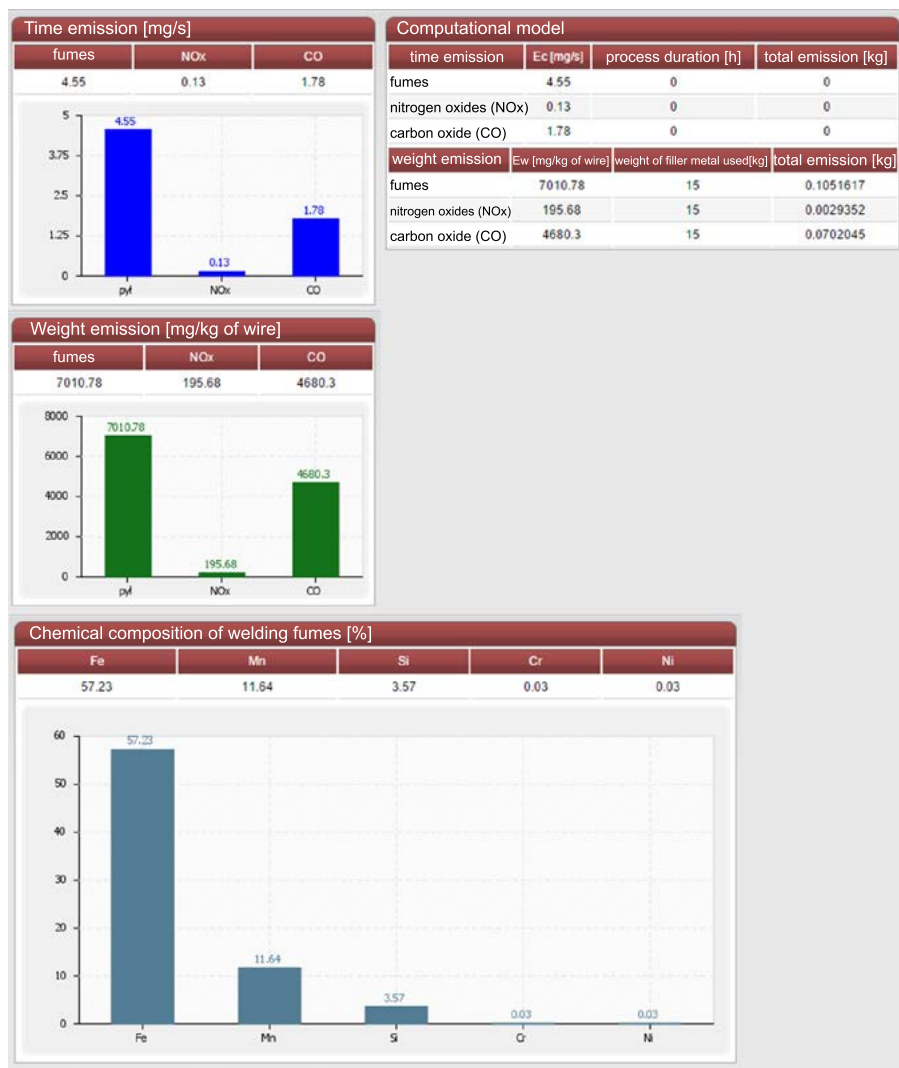 Time emission [mg/s]
fumes NOx CO
4.55 0.13 1.78
5
3.75
2.5
1.25
0
4.55
0.13
1.78
pył NOx CO
Computational model
time emission Ec [mg/s] process duration [h] total emission [kg]
fumes 4.55 0 0
nitrogen oxides (NOx) 0.13 0 0
carbon oxide (CO) 1.78 0 0
weight emission Ew [mg/kg of wire] weight of filler metal used[kg] total emission [kg]
fumes 7010.78 15 0.1051617
nitrogen oxides (NOx) 195.68 15 0.0029352
carbon oxide (CO) 4680.3 15 0.0702045
Weight emission [mg/kg of wire]
fumes NOx CO
7010.78 195.68 4680.3
8000
6000
4000
2000
0
7010.78
195.68
4680.3
pył NOx CO
Chemical composition of welding fumes [%]
Fe Mn Si Cr Ni
57.23 11.64 3.57 0.03 0.03
60
50
40
30
20
10
0
57.23
11.64
3.57
0.03
0.03
Fe Mn Si Cr Ni